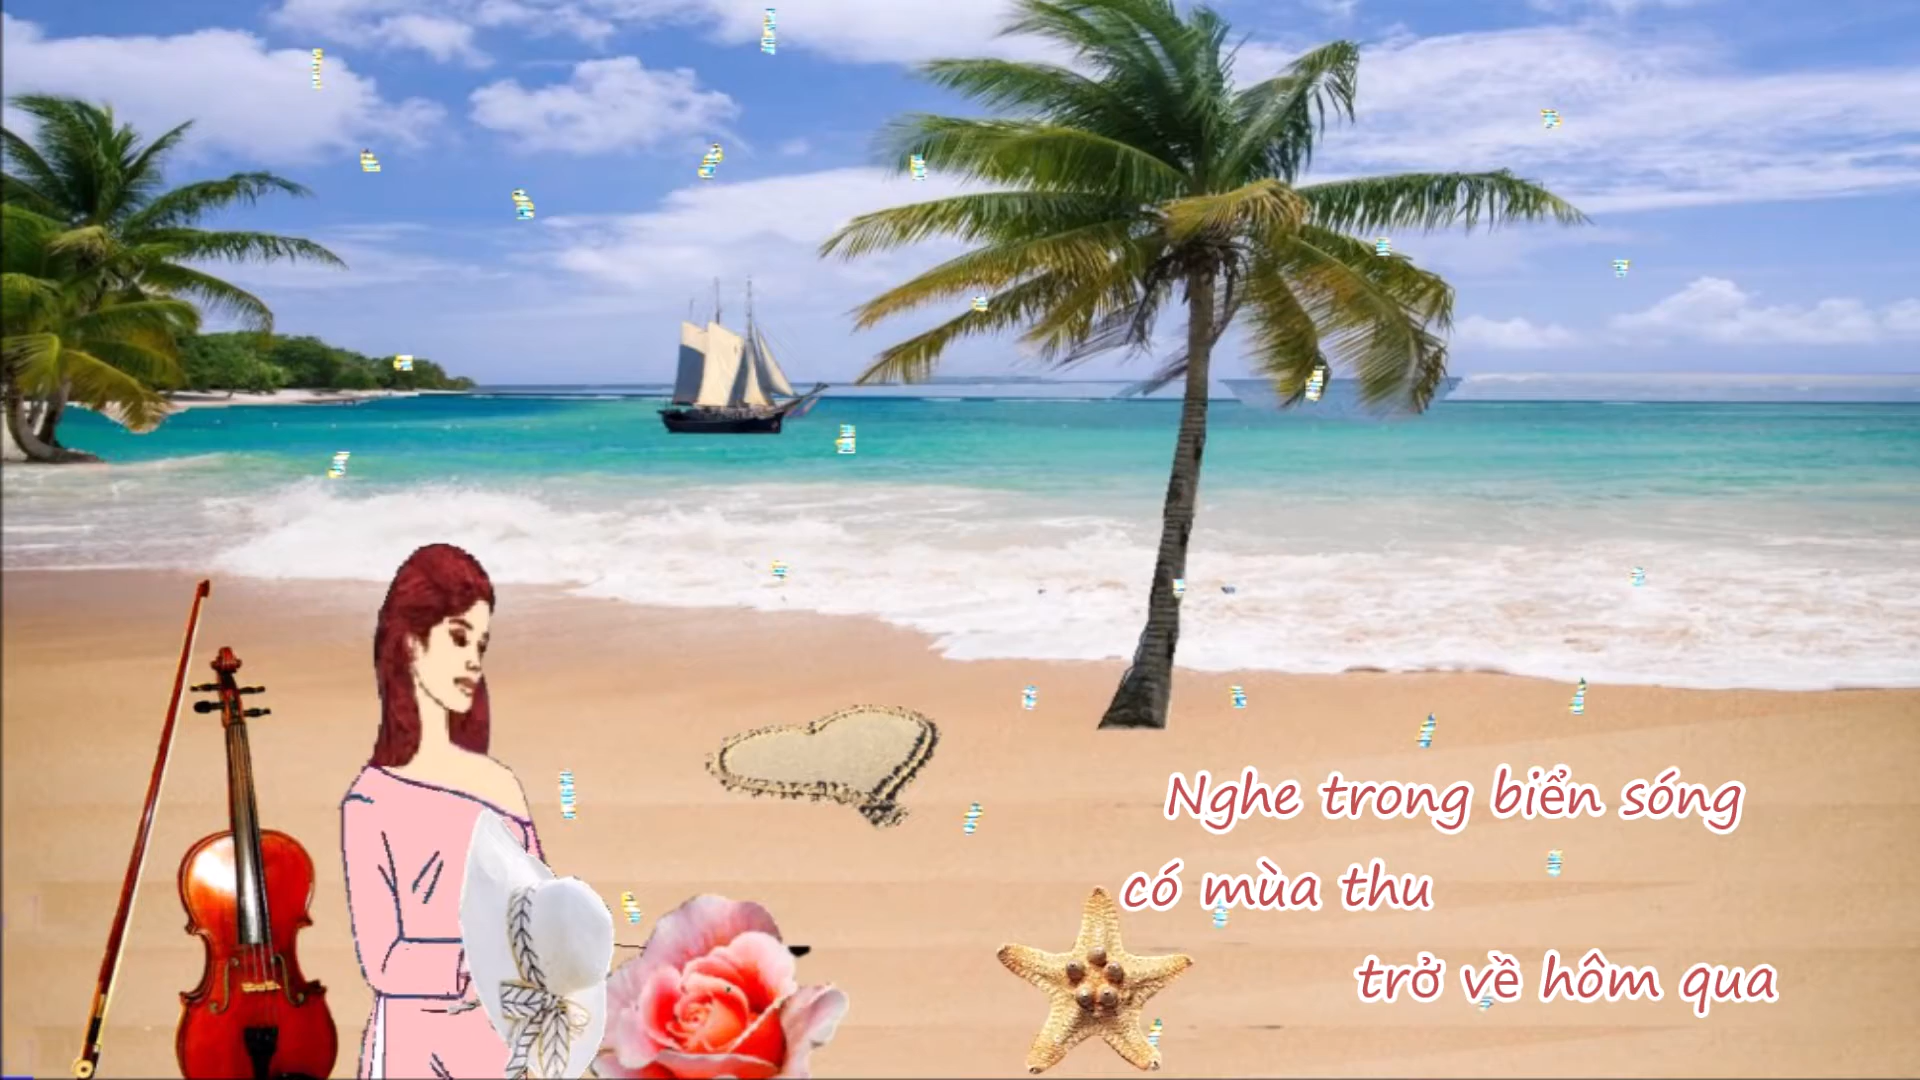 Nghe trong biển sóng
có mùa thu
trở về hôm qua